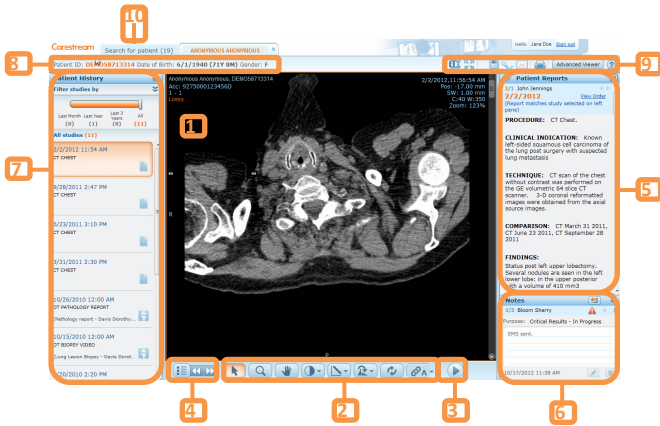 10
Carestream
Search for patient (19)
ANONYMOUS ANONYMOUS
Hello Jane Doe Sign out
8
Patient ID: DEMO58713314 Date of Birth: 6/1/1940 (71Y 8M) Gender: F
Advanced Viewer
9
Patient History
Filter studies by
Last Month Last Year Last 3 Years All
(0) (1) (0) (11)
All studies (11)
7
2/2/2012 11:54 AM
CT CHEST
9/28/2011 2:47 PM
CT CHEST
6/23/2011 3:10 PM
CT CHEST
3/31/2011 2:30 PM
CT CHEST
10/26/2010 12:00 AM
OT PATHOLOGY REPORT
Pathology report - Davis Dorothy,..
10/15/2010 12:00 AM
OT BIOPSY VIDEO
Lung Lesion Biopsy - Davis Dorot..
9/20/2010 2:20 PM
Anonymous Anonymous, DEMO58713314
Acc: 9275000123456D
1 - 1
Lossy
1
2/2/2012,11:56:54 AM
Pos: -17.00 mm
SW: 1.00 mm
C:40 W:350
Zoom: 123%
R
P
Patient Reports
1/1 John Jennings
2/2/2012
View Order
(Report matches study selected on left
pane)
PROCEDURE: CT Chest.
CLINICAL INDICATION: Known
left-sided squamous cell carcinoma of
the lung post surgery with suspected
lung metastasis
5
TECHNIQUE: CT scan of the chest
without contrast was performed on
the GE volumetric 64 slice CT
scanner. 3-D coronal reformatted
images were obtained from the axial
source images.
COMPARISON: CT March 31 2011,
CT June 23 2011, CT September 28
2011
FINDINGS:
Status post left upper lobectomy.
Several nodules are seen in the left
lower lobe: in the upper posterior
with a volume of 410 mm3
Notes
1/3 Bloom Sherry
Purpose: Critical Results - In Progress
SMS sent.
10/17/2012 11:38 AM
4
2
3
6